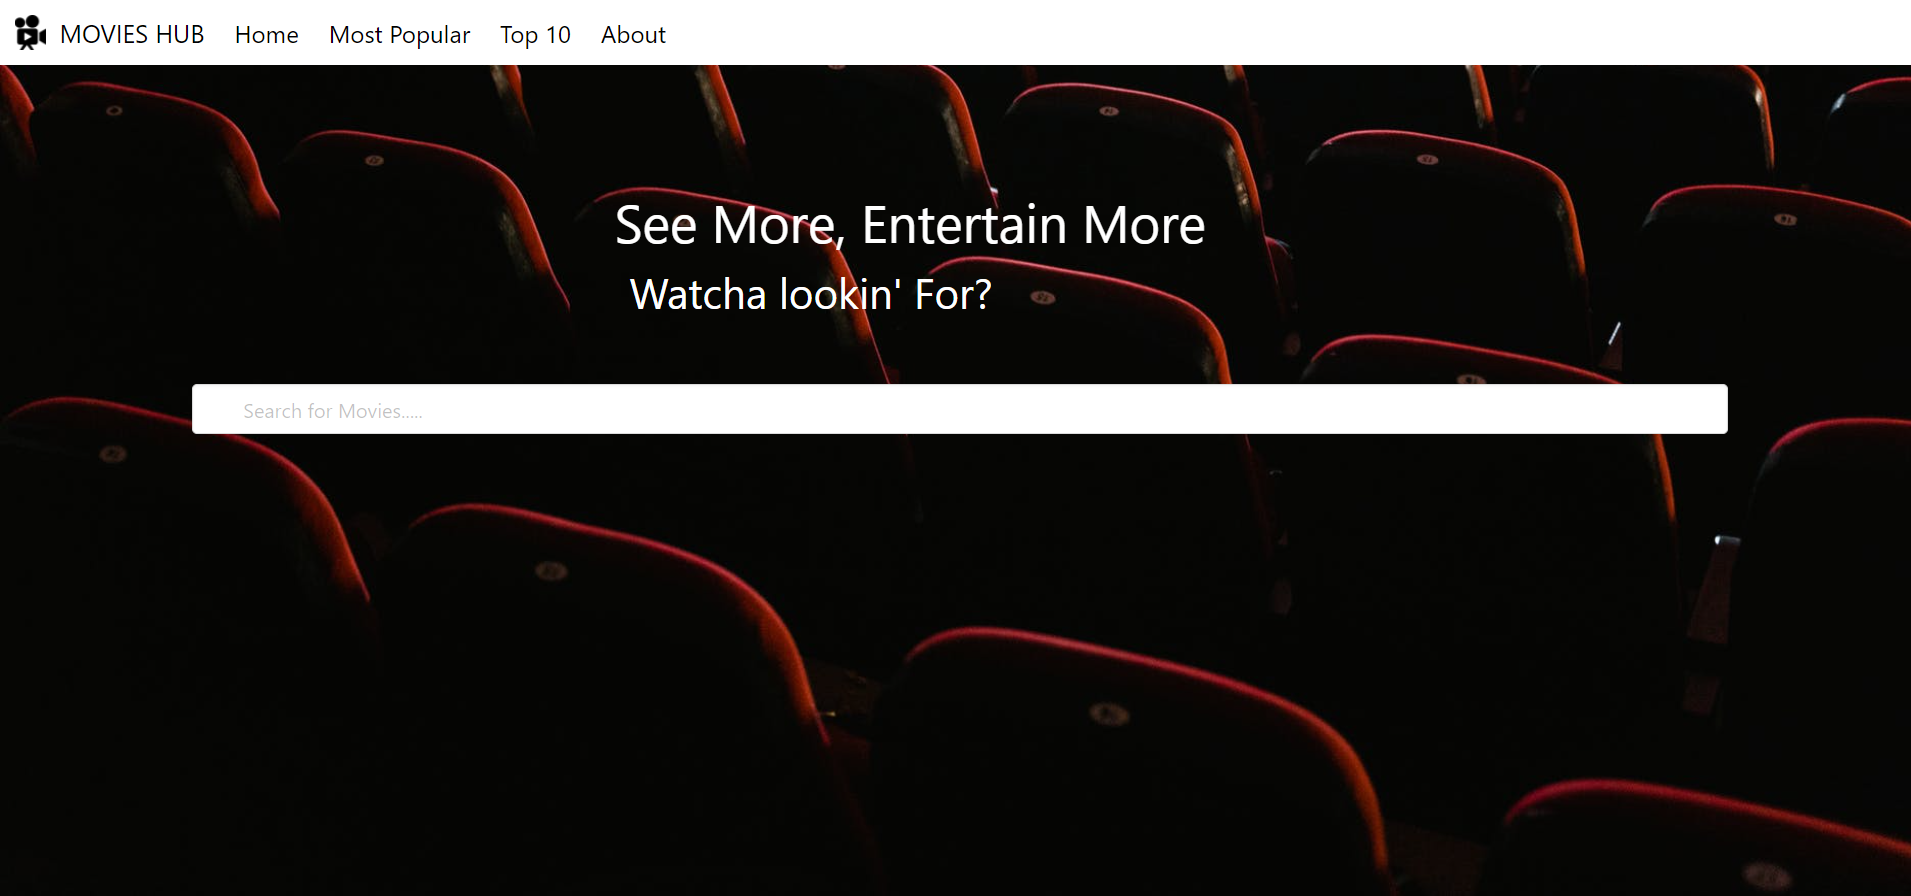 MOVIES HUB Home Most Popular Top 10 About
See More, Entertain More
Watcha lookin' For?
Search for Movies.....